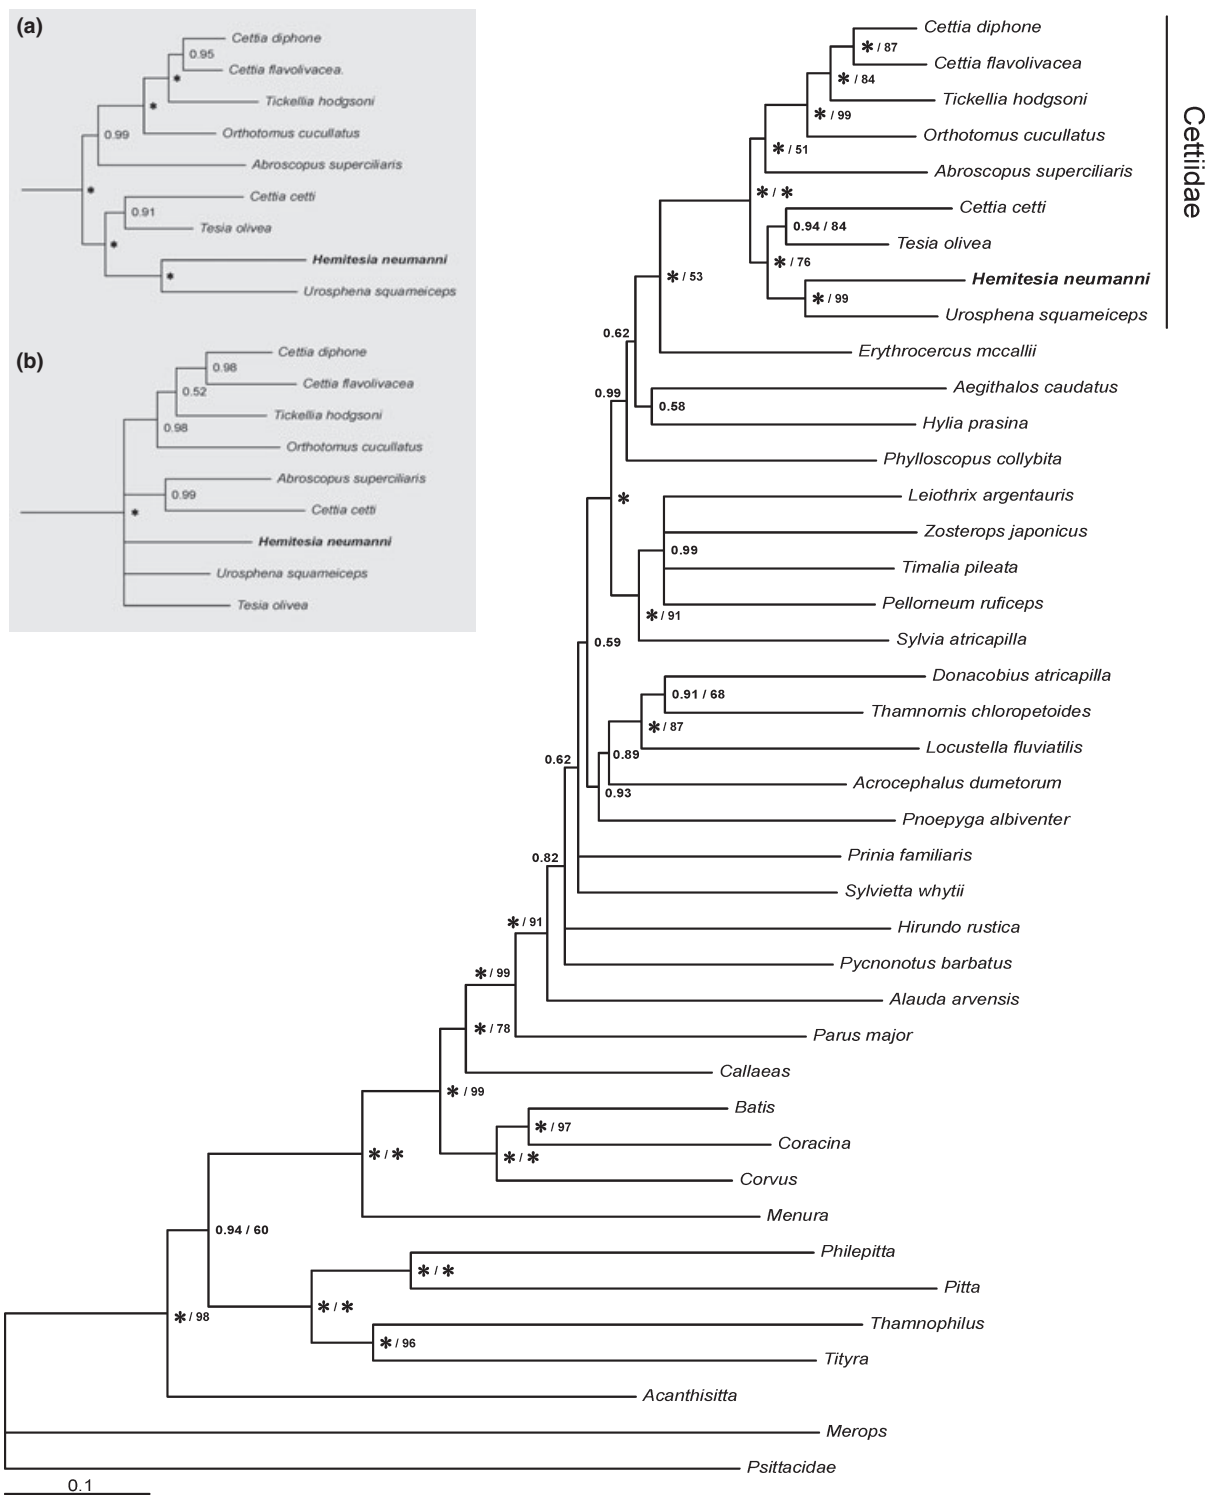 (a)
Cettia diphone
0.95
Cettia flavolivacea.
*
Tickellia hodgsoni
*
Orthotomus cucullatus
0.99
Abroscopus superciliaris
*
Cettia cetti
0.91
Tesia olivea
*
Hemitesia neumanni
*
Urosphena squameiceps
(b)
Cettia diphone
0.98
Cettia flavolivacea
0.52
Tickellia hodgsoni
0.98
Orthotomus cucullatus
Abroscopus superciliaris
0.99
Cettia cetti
*
Hemitesia neumanni
Urosphena squameiceps
Tesia olivea
Cettia diphone
* / 87
Cettia flavolivacea
* / 84
Tickellia hodgsoni
* / 99
Orthotomus cucullatus
* / 51
Abroscopus superciliaris
* / *
Cettia cetti
0.94 / 84
Tesia olivea
* / 76
Hemitesia neumanni
* / 99
Urosphena squameiceps
Cettiidae
* / 53
0.62
Erythrocercus mccallii
Aegithalos caudatus
0.99
0.58
Hylia prasina
Phylloscopus collybita
*
Leiothrix argentauris
Zosterops japonicus
0.99
Timalia pileata
Pellorneum ruficeps
* / 91
Sylvia atricapilla
0.59
Donacobius atricapilla
0.91 / 68
Thamnornis chloropetoides
* / 87
Locustella fluviatilis
0.89
0.62
Acrocephalus dumetorum
0.93
Pnoepyga albiventer
Prinia familiaris
0.82
Sylvietta whytii
* / 91
Hirundo rustica
Pycnonotus barbatus
* / 99
Alauda arvensis
* / 78
Parus major
Callaeas
* / 99
Batis
* / 97
Coracina
* / *
* / *
Corvus
Menura
0.94 / 60
Philepitta
* / *
Pitta
* / *
* / 98
Thamnophilus
* / 96
Tityra
Acanthisitta
Merops
Psittacidae
0.1